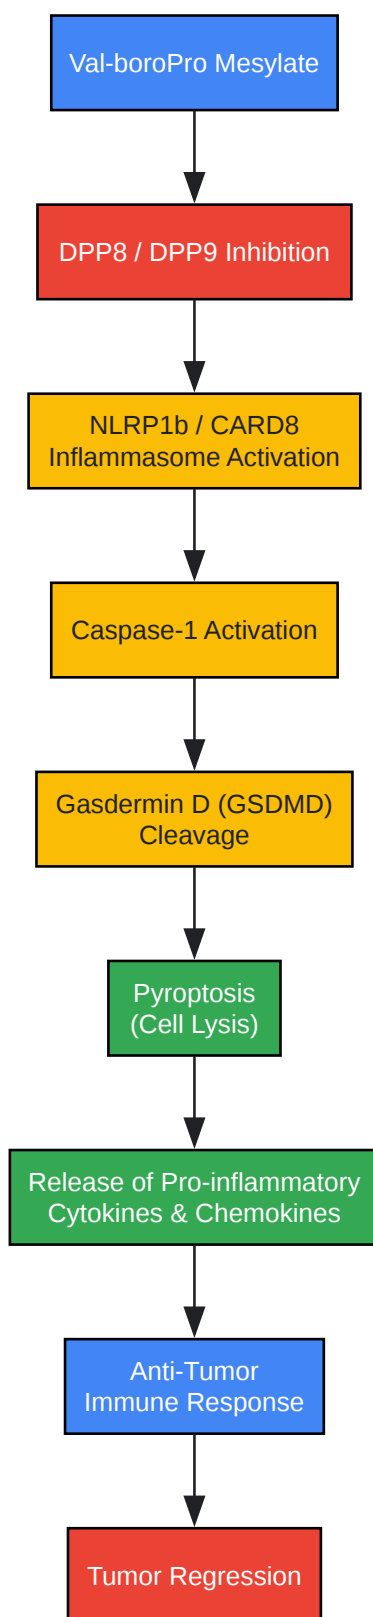 Val-boroPro Mesylate
DPP8 / DPP9 Inhibition
NLRP1b / CARD8
Inflammasome Activation
Caspase-1 Activation
Gasdermin D (GSDMD)
Cleavage
Pyroptosis
(Cell Lysis)
Release of Pro-inflammatory
Cytokines & Chemokines
Anti-Tumor
Immune Response
Tumor Regression